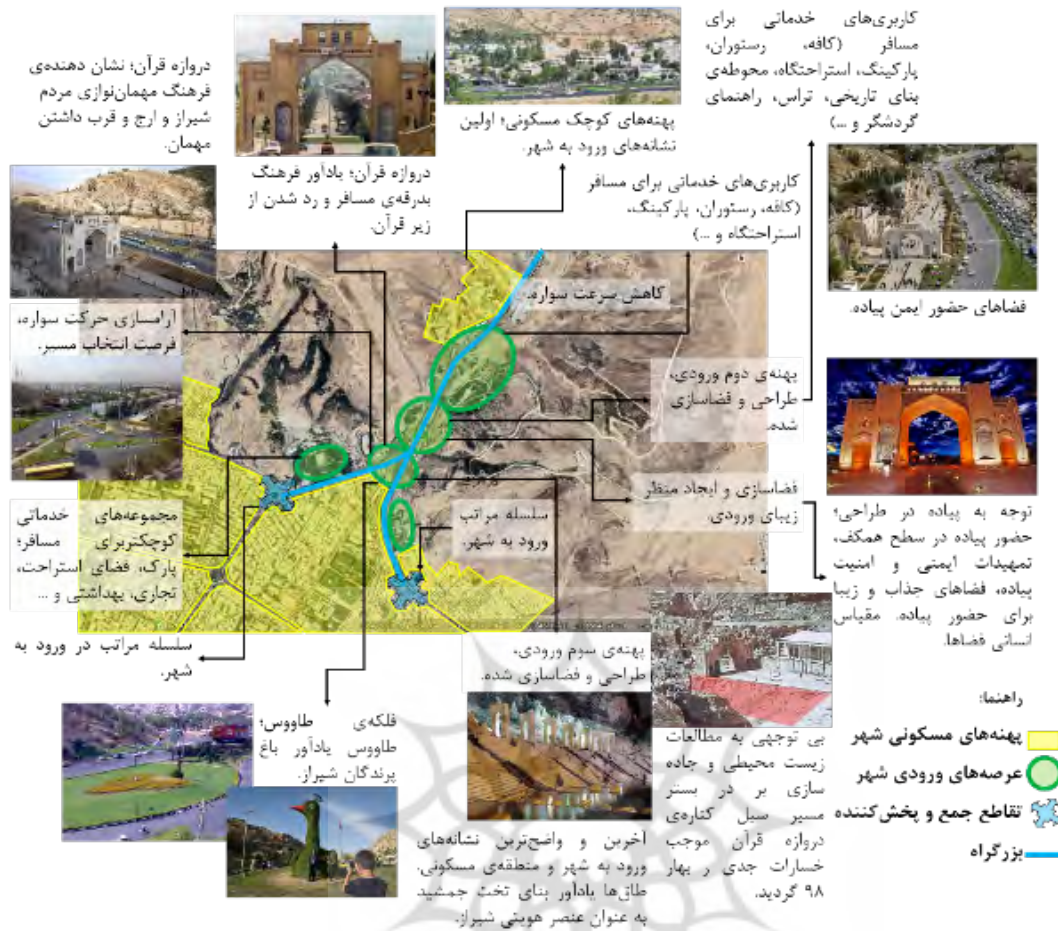 کاربری‌های خدماتی برای
مسافر (کافه، رستوران،
پارکینگ، استراحتگاه، محوطه‌ی
بنای تاریخی، تراس، راهنمای
گردشگر و ...)
دروازه قرآن؛ نشان دهنده‌ی
فرهنگ مهمان‌نوازی مردم
شیراز و ارج و قرب داشتن
مهمان.
پهنه‌های کوچک مسکونی؛ اولین
نشانه‌های ورود به شهر.
دروازه قرآن؛ یادآور فرهنگ
بدرقه‌ی مسافر و رد شدن از
زیر قرآن.
کاربری‌های خدماتی برای مسافر
(کافه، رستوران، پارکینگ،
استراحتگاه و ...)
فضاهای حضور ایمن پیاده.
کاهش سرعت سواره.
آرامسازی حرکت سواره،
فرصت انتخاب مسیر.
پهنه‌ی دوم ورودی،
طراحی و فضاسازی
شده.
فضاسازی و ایجاد منظر
زیبای ورودی.
سلسله مراتب
ورود به شهر.
مجموعه‌های خدماتی
کوچکتربرای مسافر؛
پارک، فضای استراحت،
تجاری، بهداشتی و ...
توجه به پیاده در طراحی؛
حضور پیاده در سطح همکف،
تمهیدات ایمنی و امنیت
پیاده، فضاهای جذاب و زیبا
برای حضور پیاده. مقیاس
انسانی فضاها.
سلسله مراتب در ورود به
شهر.
پهنه‌ی سوم ورودی،
طراحی و فضاسازی شده.
فلکه‌ی طاووس؛
طاووس یادآور باغ
پرندگان شیراز.
آخرین و واضح‌ترین نشانه‌های
ورود به شهر و منطقه‌ی مسکونی.
طاق‌ها یادآور بنای تخت جمشید
به عنوان عنصر هویتی شیراز.
بی توجهی به مطالعات
زیست محیطی و جاده
سازی بر در بستر
مسیر سیل کناره‌ی
دروازه قرآن موجب
خسارات جدی ر بهار
۹۸ گردید.
راهنما:
پهنه‌های مسکونی شهر
عرصه‌های ورودی شهر
تقاطع جمع و پخش‌کننده
بزرگراه